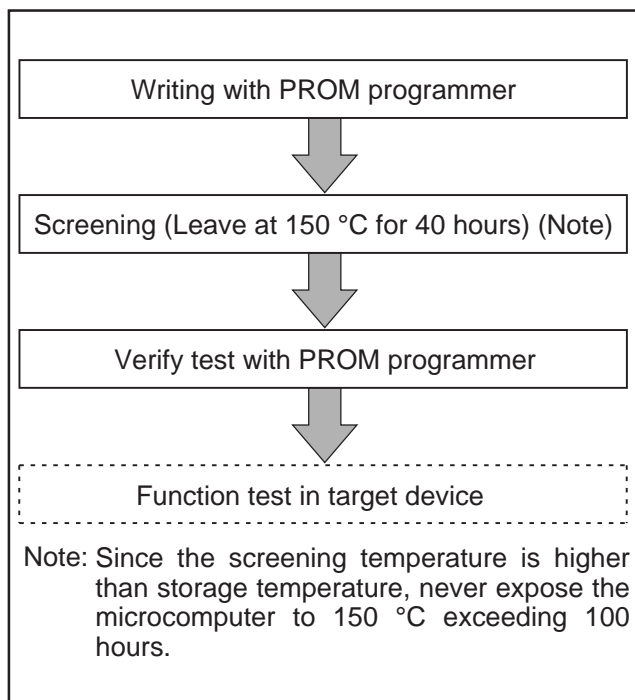 Writing with PROM programmer
Screening (Leave at 150 °C for 40 hours) (Note)
Verify test with PROM programmer
Function test in target device
Note: Since the screening temperature is higher
than storage temperature, never expose the
microcomputer to 150 °C exceeding 100
hours.